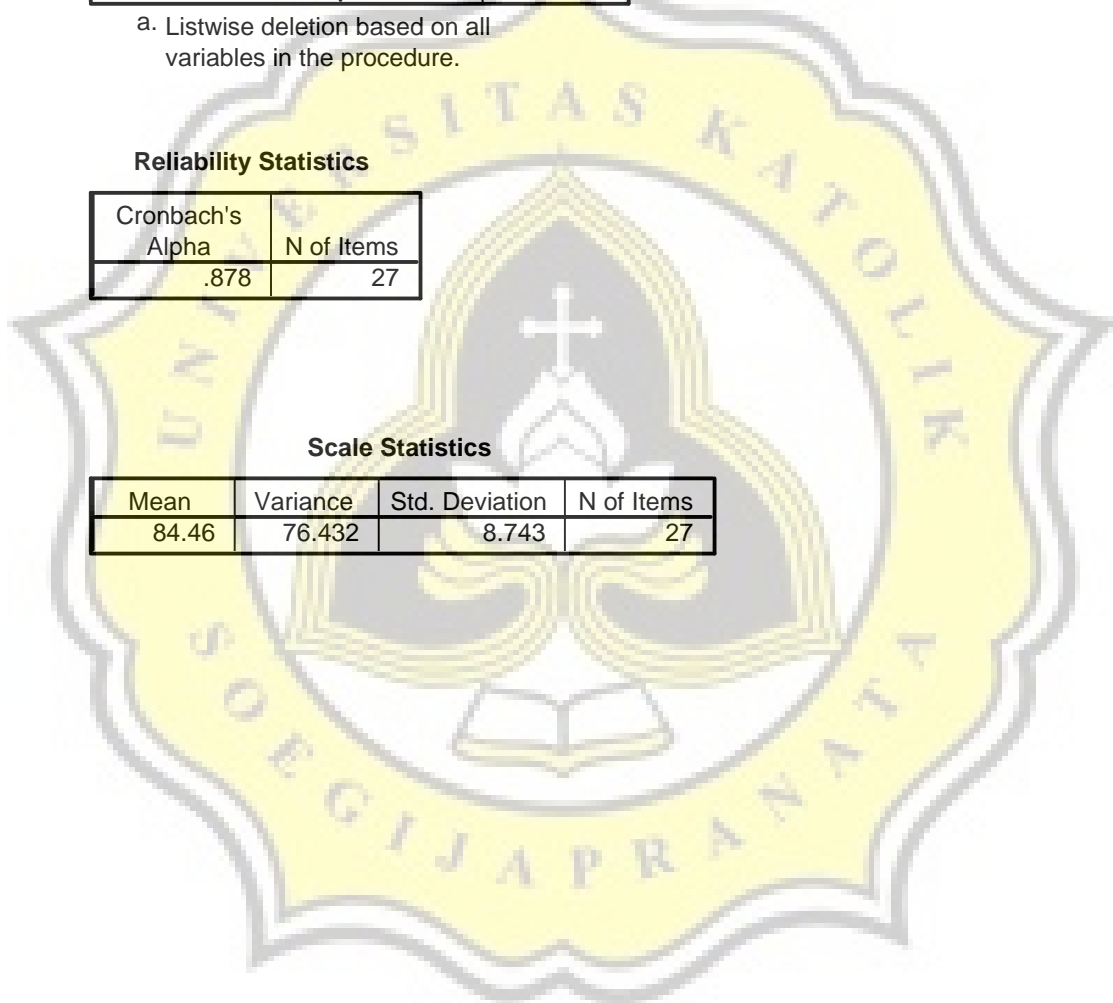 a. Listwise deletion based on all
variables in the procedure.
Reliability Statistics
Cronbach's
Alpha N of Items
.878 27
Scale Statistics
Mean Variance Std. Deviation N of Items
84.46 76.432 8.743 27
UNIVERSITAS KATOLIK
SOEGIJAPRANATA